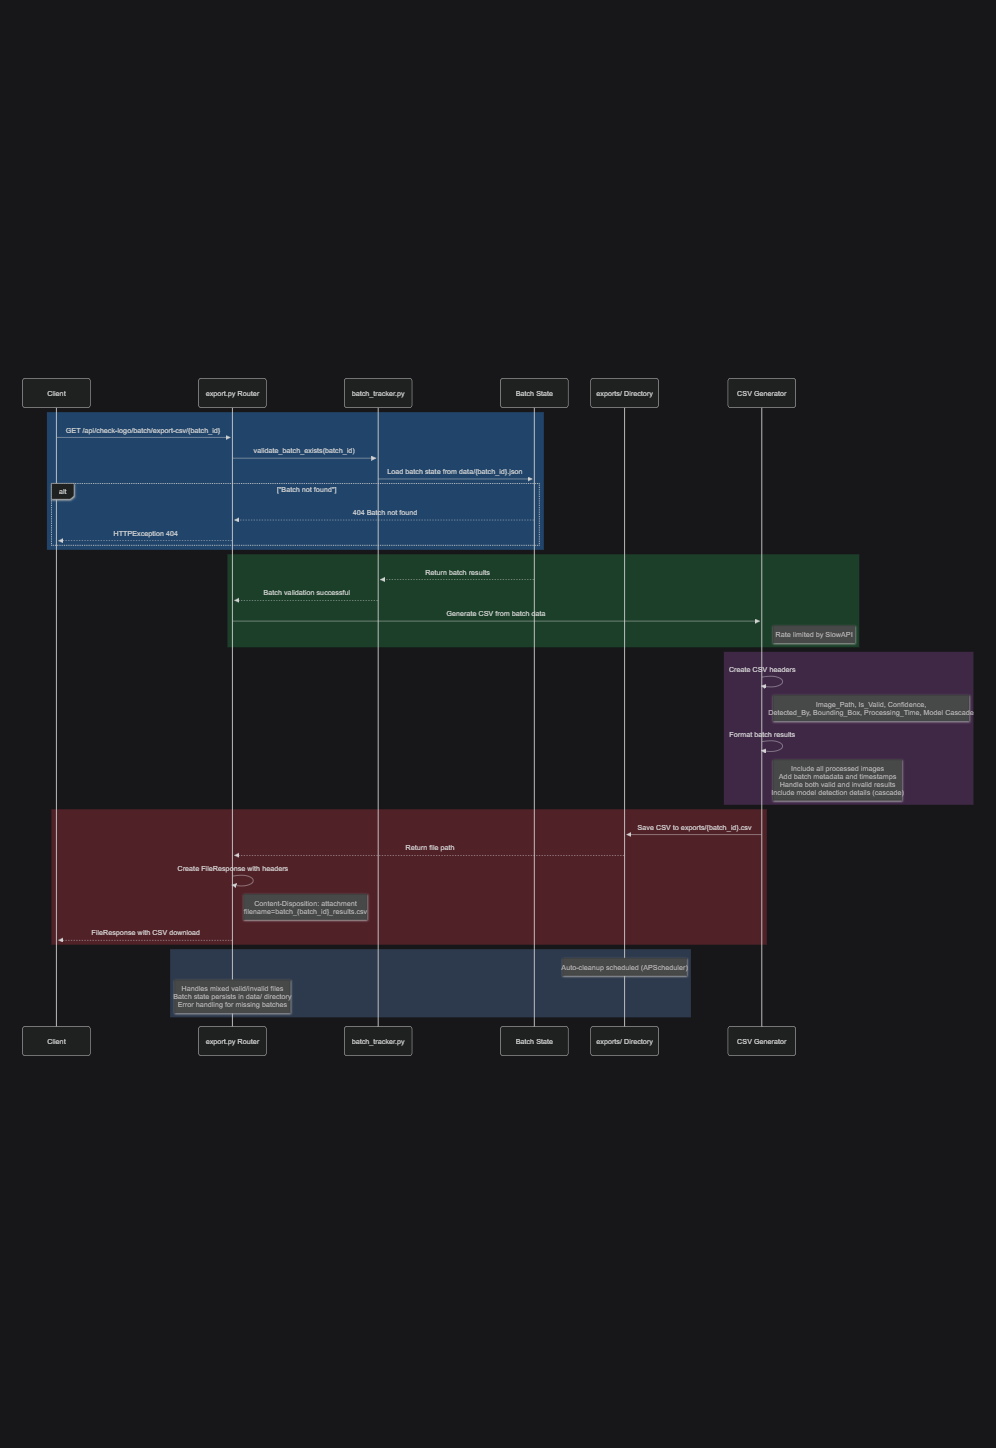 Client
export.py Router
batch_tracker.py
Batch State
exports/ Directory
CSV Generator
GET /api/check-logo/batch/export-csv/{batch_id}
validate_batch_exists(batch_id)
Load batch state from data/{batch_id}.json
alt
["Batch not found"]
404 Batch not found
HTTPException 404
Return batch results
Batch validation successful
Generate CSV from batch data
Rate limited by SlowAPI
Create CSV headers
Image_Path, Is_Valid, Confidence,
Detected_By, Bounding_Box, Processing_Time, Model Cascade
Format batch results
Include all processed images
Add batch metadata and timestamps
Handle both valid and invalid results
Include model detection details (cascade)
Save CSV to exports/{batch_id}.csv
Return file path
Create FileResponse with headers
Content-Disposition: attachment
filename=batch_{batch_id}_results.csv
FileResponse with CSV download
Auto-cleanup scheduled (APScheduler)
Handles mixed valid/invalid files
Batch state persists in data/ directory
Error handling for missing batches
Client
export.py Router
batch_tracker.py
Batch State
exports/ Directory
CSV Generator